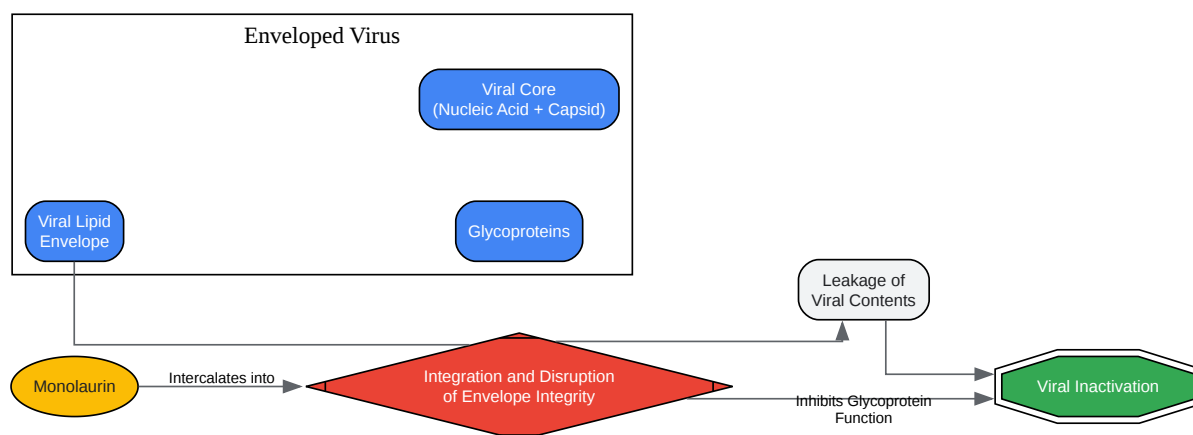 Enveloped Virus
Viral Core
(Nucleic Acid + Capsid)
Viral Lipid
Envelope
Glycoproteins
Leakage of
Viral Contents
Monolaurin
Intercalates into
Integration and Disruption
of Envelope Integrity
Inhibits Glycoprotein
Function
Viral Inactivation